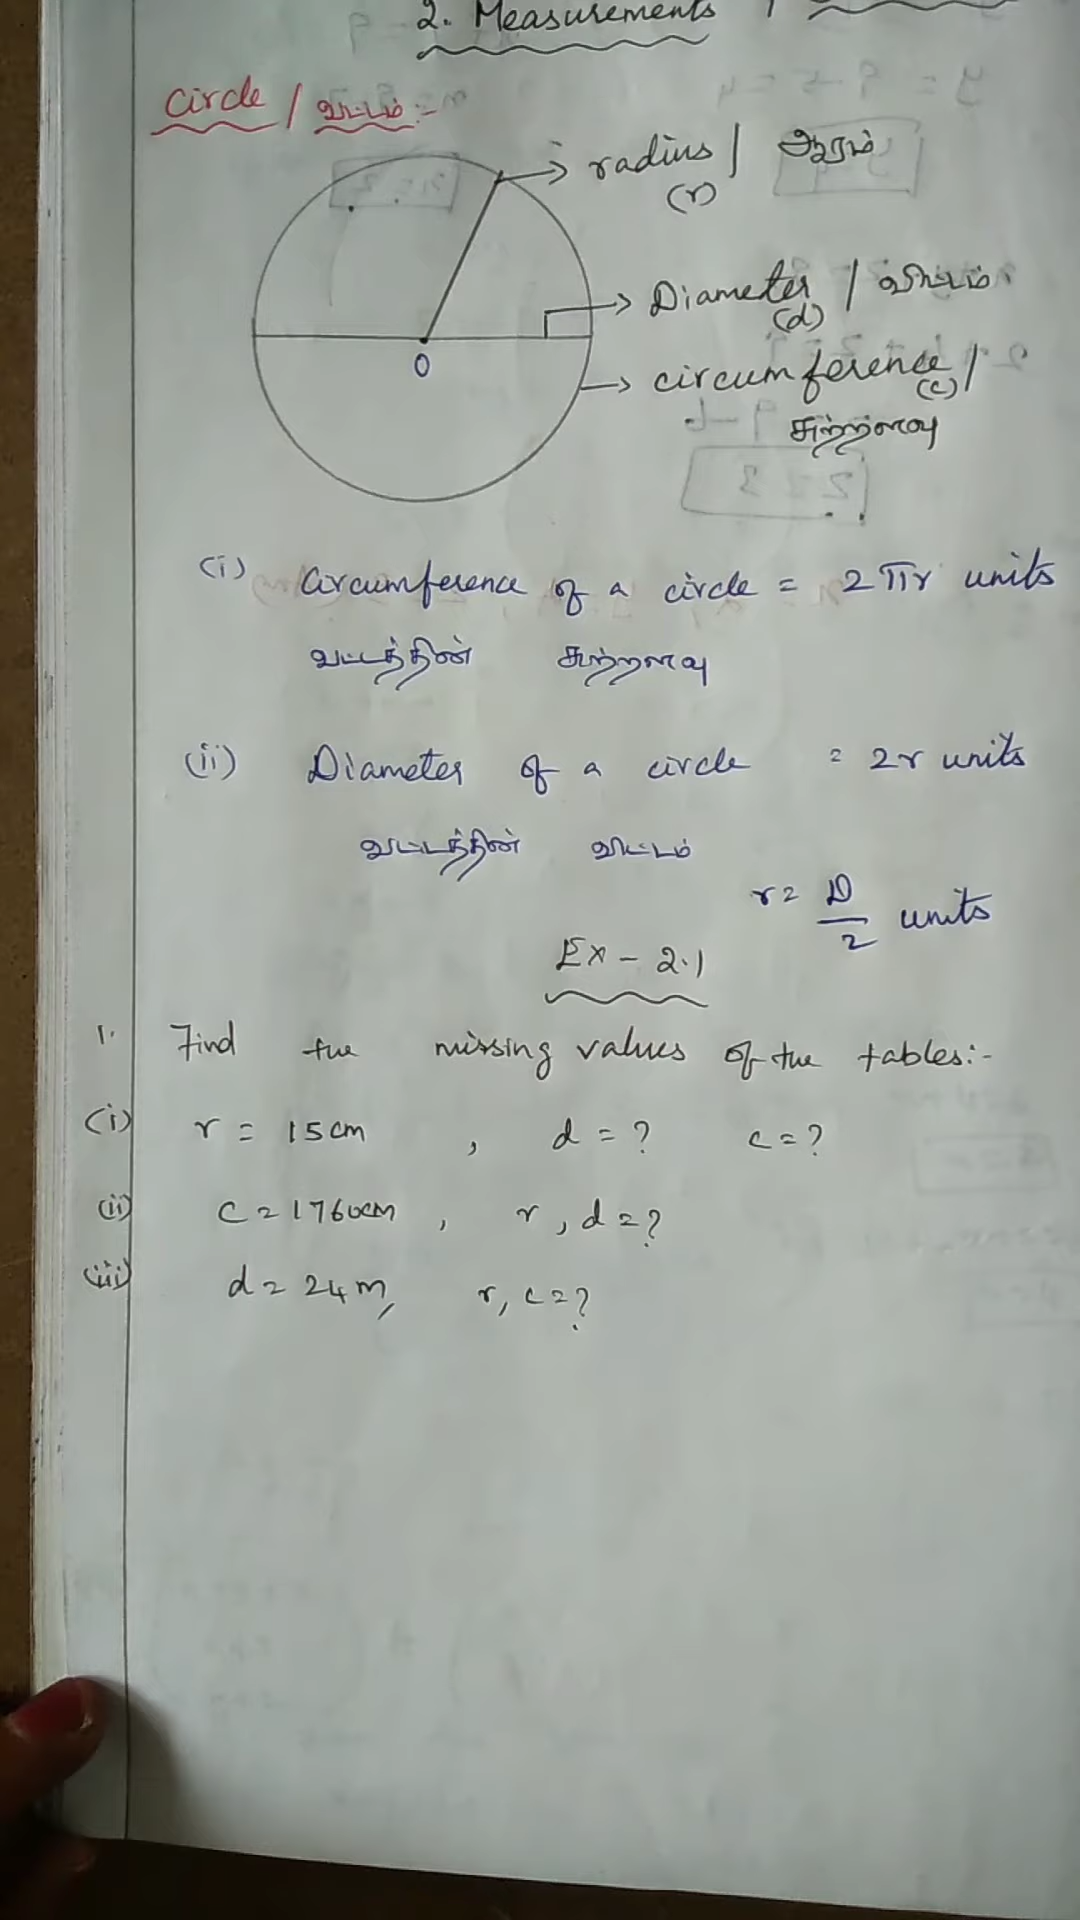 2. Measurements /
Circle / வட்டம் :-
radius / ஆரம்
(r)
Diameter / விட்டம்
(d)
O
circumference /
(c)
சுற்றளவு
(i) Circumference of a circle = 2πr units
வட்டத்தின் சுற்றளவு
(ii) Diameter of a circle = 2r units
வட்டத்தின் விட்டம்
r = D/2 units
Ex - 2.1
1. Find the missing values of the tables:-
(i) r = 15cm , d = ? c = ?
(ii) C = 1760cm , r, d = ?
(iii) d = 24m, r, c = ?